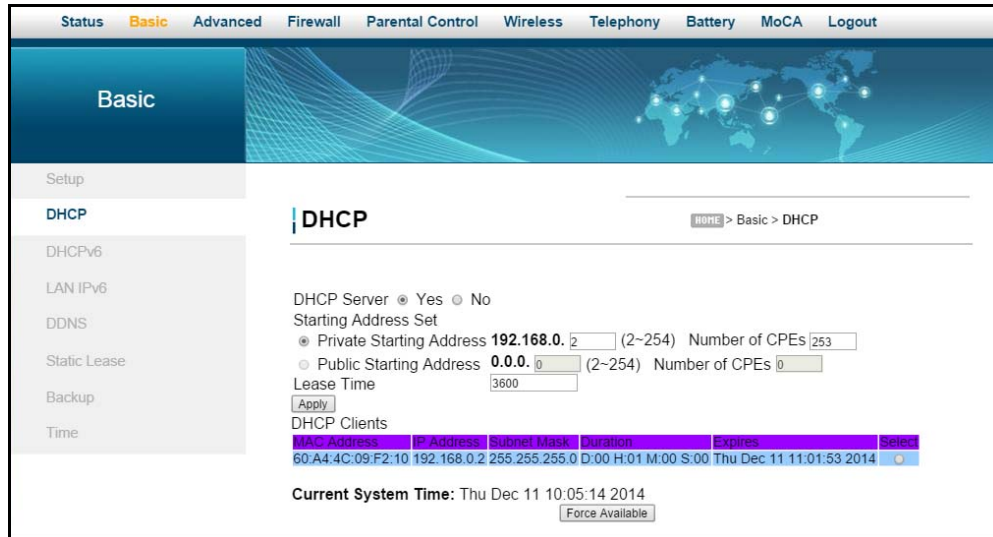 Status Basic Advanced Firewall Parental Control Wireless Telephony Battery MoCA Logout
Basic
Setup
DHCP
DHCPv6
LAN IPv6
DDNS
Static Lease
Backup
Time
DHCP
HOME > Basic > DHCP
DHCP Server Yes No
Starting Address Set
Private Starting Address 192.168.0. 2 (2~254) Number of CPEs 253
Public Starting Address 0.0.0. 0 (2~254) Number of CPEs 0
Lease Time 3600
Apply
DHCP Clients
MAC Address IP Address Subnet Mask Duration Expires Select
60:A4:4C:09:F2:10 192.168.0.2 255.255.255.0 D:00 H:01 M:00 S:00 Thu Dec 11 11:01:53 2014
Current System Time: Thu Dec 11 10:05:14 2014
Force Available